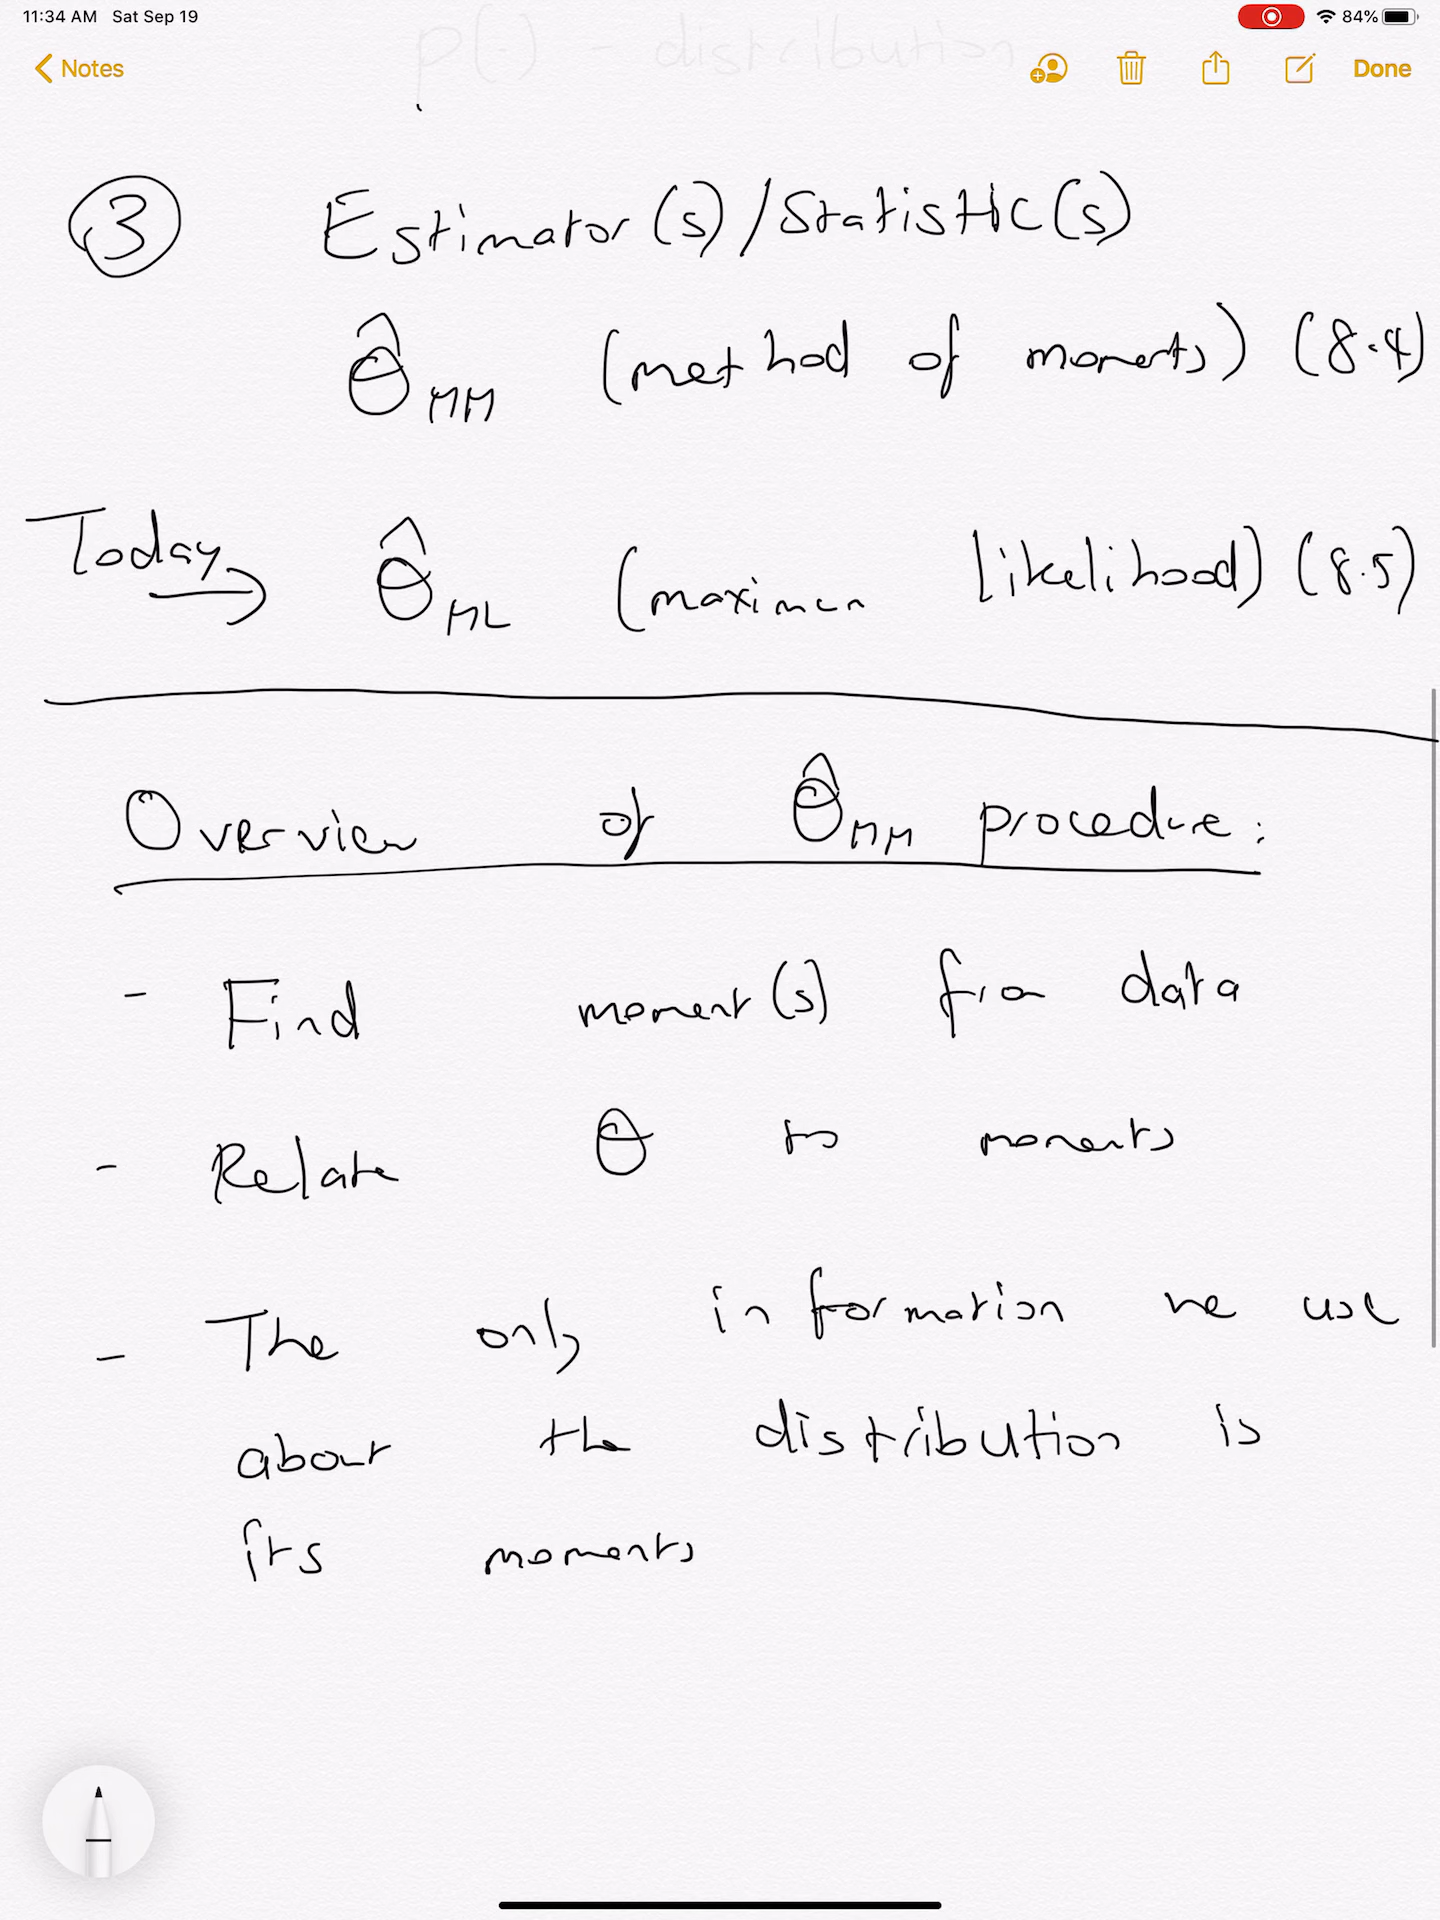 11:34 AM Sat Sep 19 84%
p(·) - distribution
Notes Done
③ Estimator(s)/Statistic(s)
θ̂MM (method of moments) (8.4)
Today → θ̂ML (maximum likelihood) (8.5)
Overview of θ̂MM procedure:
- Find moment(s) from data
- Relate θ to moments
- The only information we use
about the distribution is
its moments